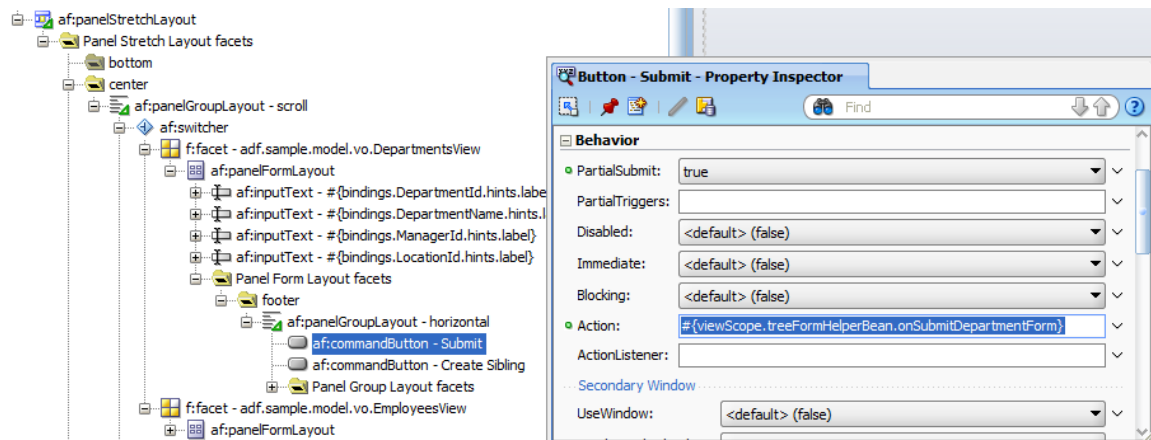 af:panelStretchLayout
Panel Stretch Layout facets
bottom
center
af:panelGroupLayout - scroll
af:switcher
f:facet - adf.sample.model.vo.DepartmentsView
af:panelFormLayout
af:inputText - #{bindings.DepartmentId.hints.labe
af:inputText - #{bindings.DepartmentName.hints.l
af:inputText - #{bindings.ManagerId.hints.label}
af:inputText - #{bindings.LocationId.hints.label}
Panel Form Layout facets
footer
af:panelGroupLayout - horizontal
af:commandButton - Submit
af:commandButton - Create Sibling
Panel Group Layout facets
f:facet - adf.sample.model.vo.EmployeesView
af:panelFormLayout
Button - Submit - Property Inspector
Find
Behavior
PartialSubmit: true
PartialTriggers:
Disabled: <default> (false)
Immediate: <default> (false)
Blocking: <default> (false)
Action: #{viewScope.treeFormHelperBean.onSubmitDepartmentForm}
ActionListener:
Secondary Window
UseWindow: <default> (false)